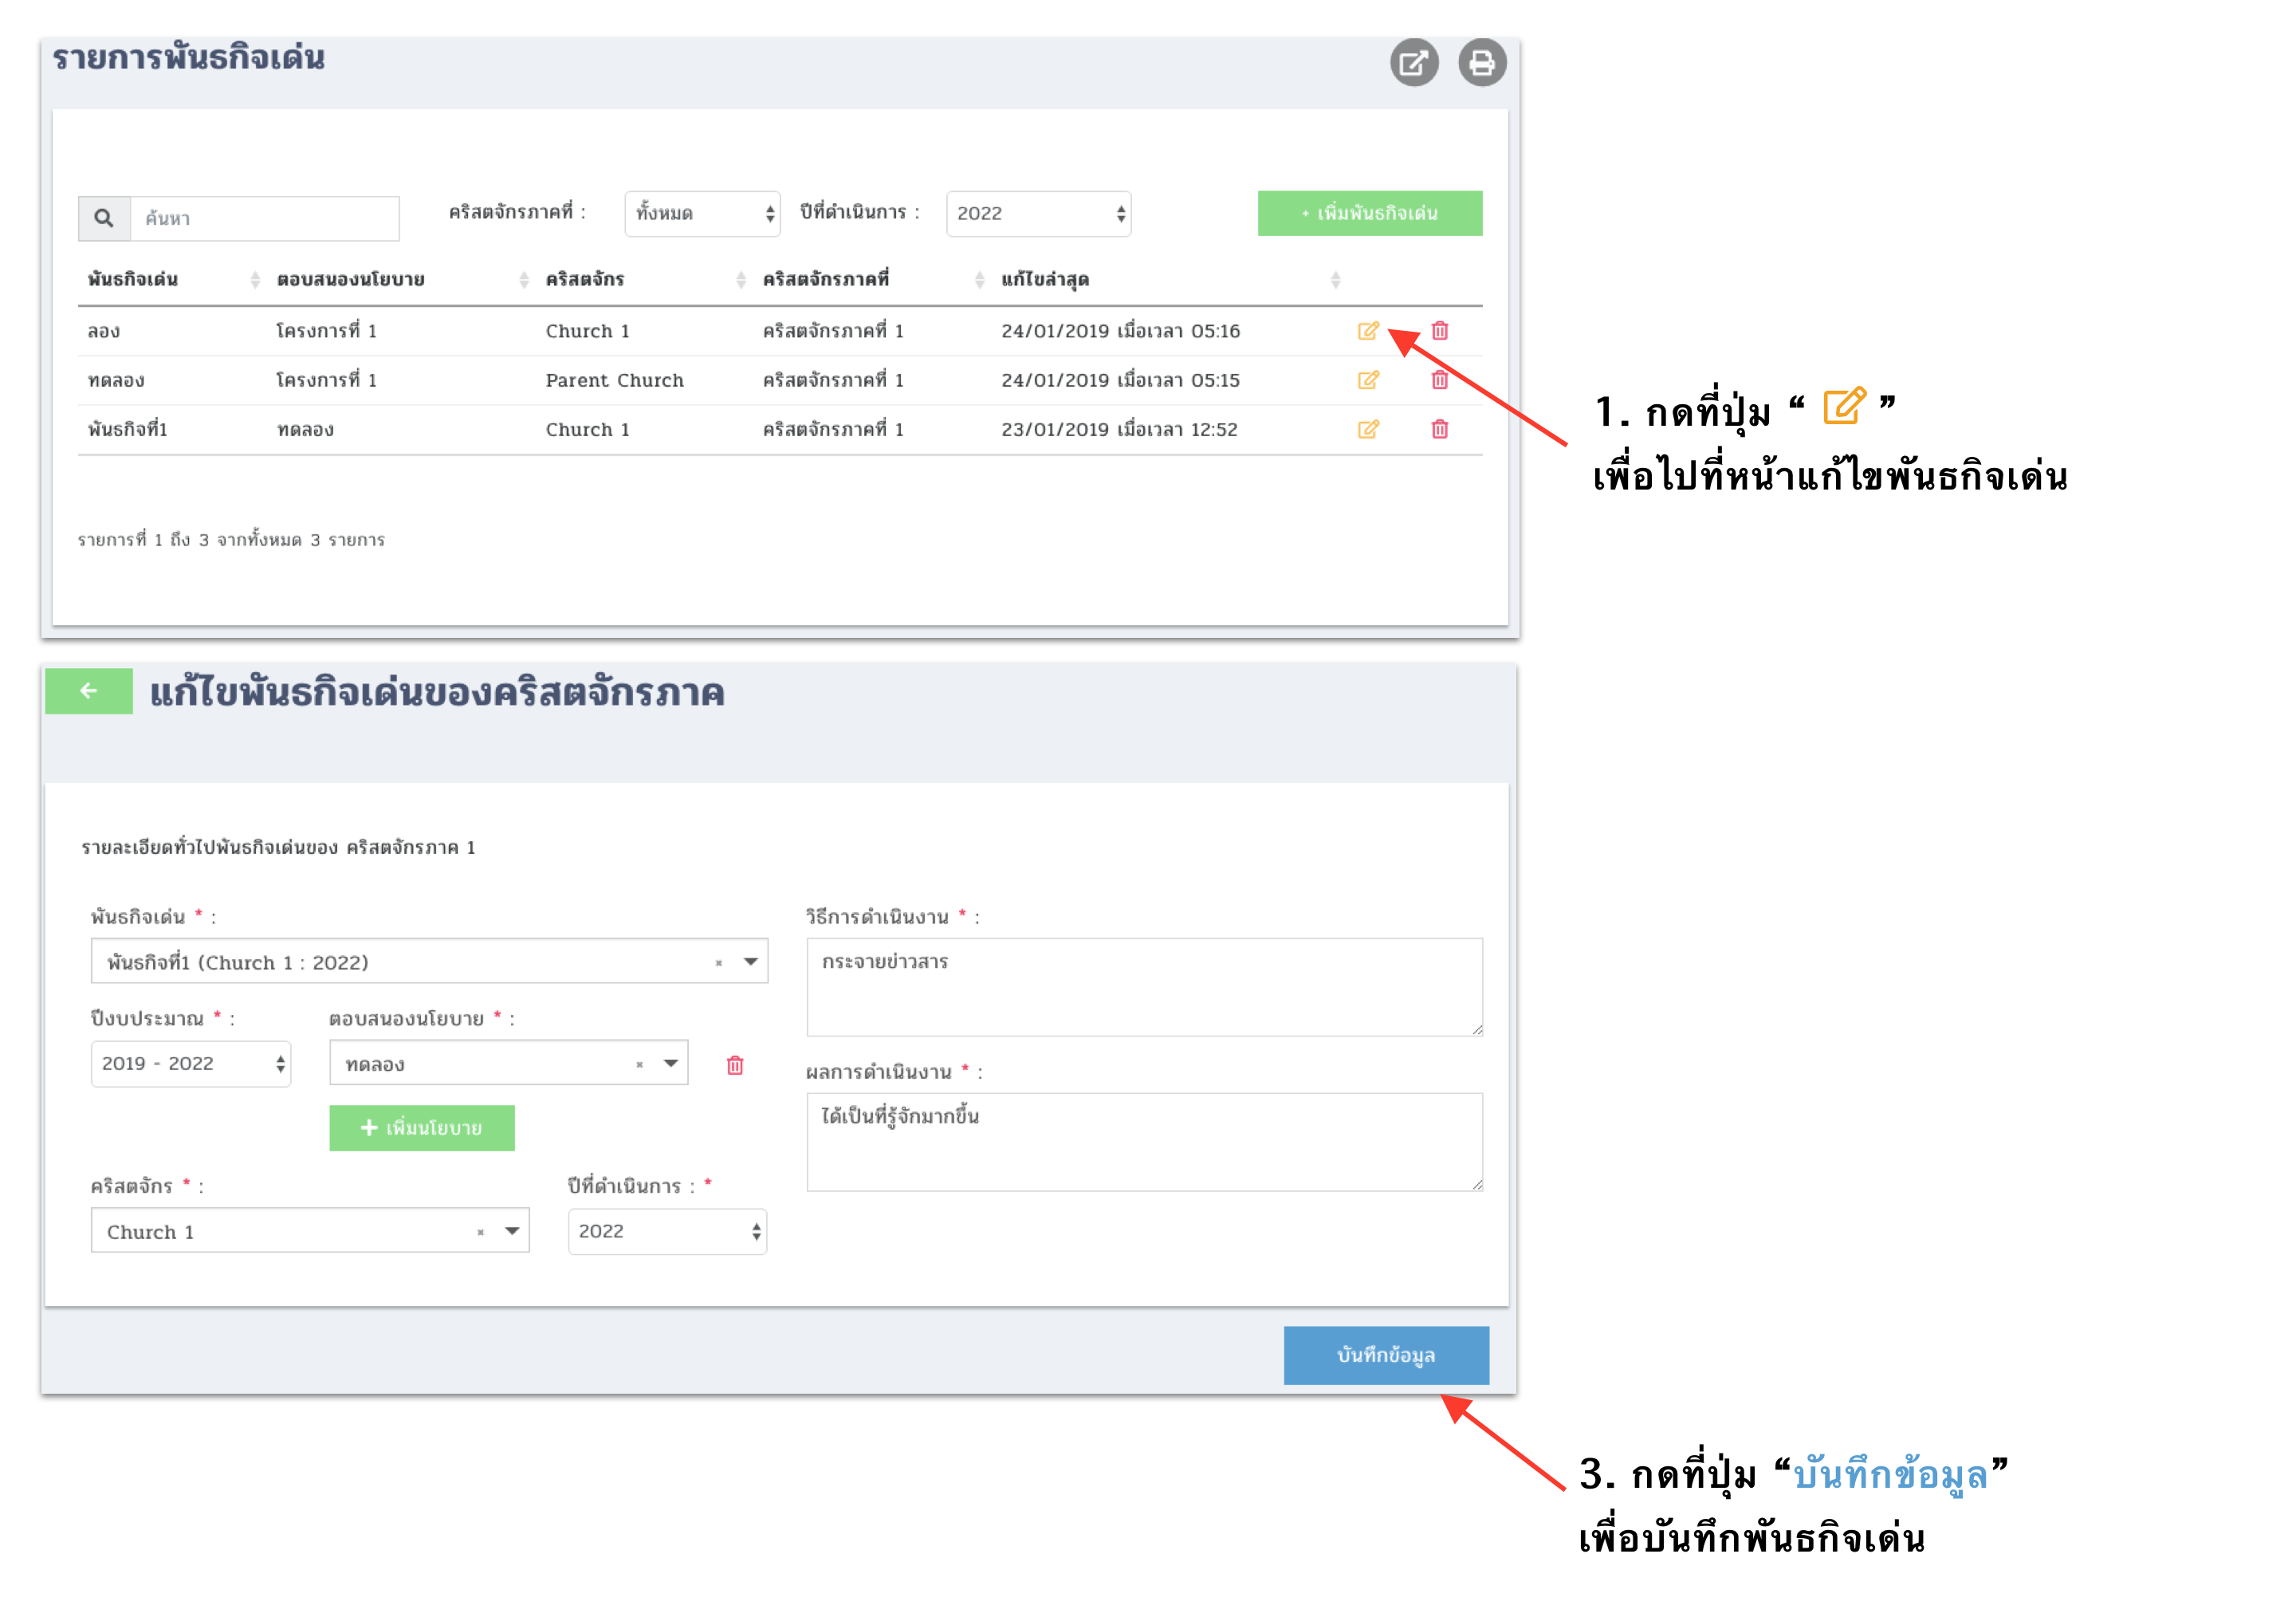 รายการพันธกิจเด่น
ค้นหา คริสตจักรภาคที่ : ทั้งหมด ปีที่ดำเนินการ : 2022 + เพิ่มพันธกิจเด่น
พันธกิจเด่น ตอบสนองนโยบาย คริสตจักร คริสตจักรภาคที่ แก้ไขล่าสุด
ลอง โครงการที่ 1 Church 1 คริสตจักรภาคที่ 1 24/01/2019 เมื่อเวลา 05:16
ทดลอง โครงการที่ 1 Parent Church คริสตจักรภาคที่ 1 24/01/2019 เมื่อเวลา 05:15
พันธกิจที่1 ทดลอง Church 1 คริสตจักรภาคที่ 1 23/01/2019 เมื่อเวลา 12:52
รายการที่ 1 ถึง 3 จากทั้งหมด 3 รายการ
1. กดที่ปุ่ม “ ”
เพื่อไปที่หน้าแก้ไขพันธกิจเด่น
แก้ไขพันธกิจเด่นของคริสตจักรภาค
รายละเอียดทั่วไปพันธกิจเด่นของ คริสตจักรภาค 1
พันธกิจเด่น * :
พันธกิจที่1 (Church 1 : 2022)
ปีงบประมาณ * : ตอบสนองนโยบาย * :
2019 - 2022 ทดลอง
+ เพิ่มนโยบาย
คริสตจักร * : ปีที่ดำเนินการ : *
Church 1 2022
วิธีการดำเนินงาน * :
กระจายข่าวสาร
ผลการดำเนินงาน * :
ได้เป็นที่รู้จักมากขึ้น
บันทึกข้อมูล
3. กดที่ปุ่ม “บันทึกข้อมูล”
เพื่อบันทึกพันธกิจเด่น